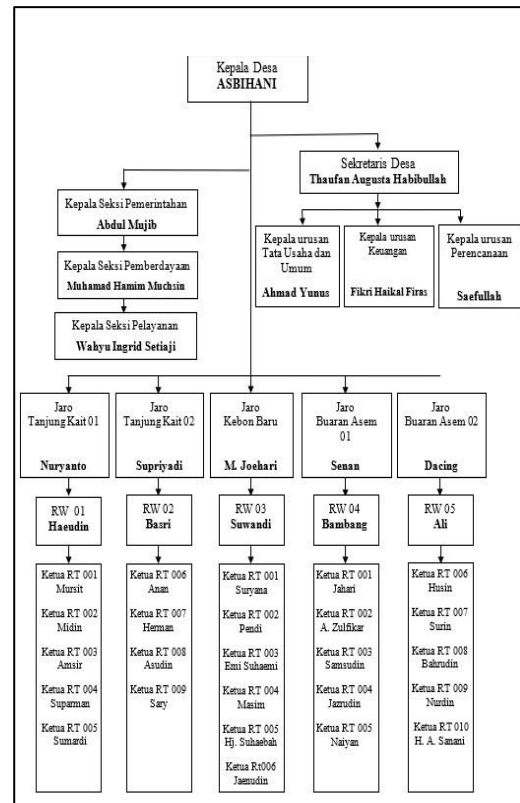 Kepala Desa
ASBIHANI
Sekretaris Desa
Thaufan Augusta Habibullah
Kepala Seksi Pemerintahan
Abdul Mujib
Kepala Seksi Pemberdayaan
Muhamad Hamim Muchsin
Kepala Seksi Pelayanan
Wahyu Ingrid Setiaji
Kepala urusan
Tata Usaha dan
Umum
Ahmad Yunus
Kepala urusan
Keuangan
Fikri Haikal Firas
Kepala urusan
Perencanaan
Saefullah
Jaro
Tanjung Kait 01
Nuryanto
Jaro
Tanjung Kait 02
Supriyadi
Jaro
Kebon Baru
M. Joehari
Jaro
Buaran Asem
01
Senan
Jaro
Buaran Asem 02
Dacing
RW 01
Haeudin
RW 02
Basri
RW 03
Suwandi
RW 04
Bambang
RW 05
Ali
Ketua RT 001
Mursit
Ketua RT 002
Midin
Ketua RT 003
Amsir
Ketua RT 004
Suparman
Ketua RT 005
Sumardi
Ketua RT 006
Anan
Ketua RT 007
Herman
Ketua RT 008
Asudin
Ketua RT 009
Sary
Ketua RT 001
Suryana
Ketua RT 002
Pendi
Ketua RT 003
Emi Suhaemi
Ketua RT 004
Masim
Ketua RT 005
Hj. Suhaebah
Ketua Rt006
Jaenudin
Ketua RT 001
Jahari
Ketua RT 002
A. Zulfikar
Ketua RT 003
Samsudin
Ketua RT 004
Jazrudin
Ketua RT 005
Naiyan
Ketua RT 006
Husin
Ketua RT 007
Surin
Ketua RT 008
Bahrudin
Ketua RT 009
Nurdin
Ketua RT 010
H. A. Sanani